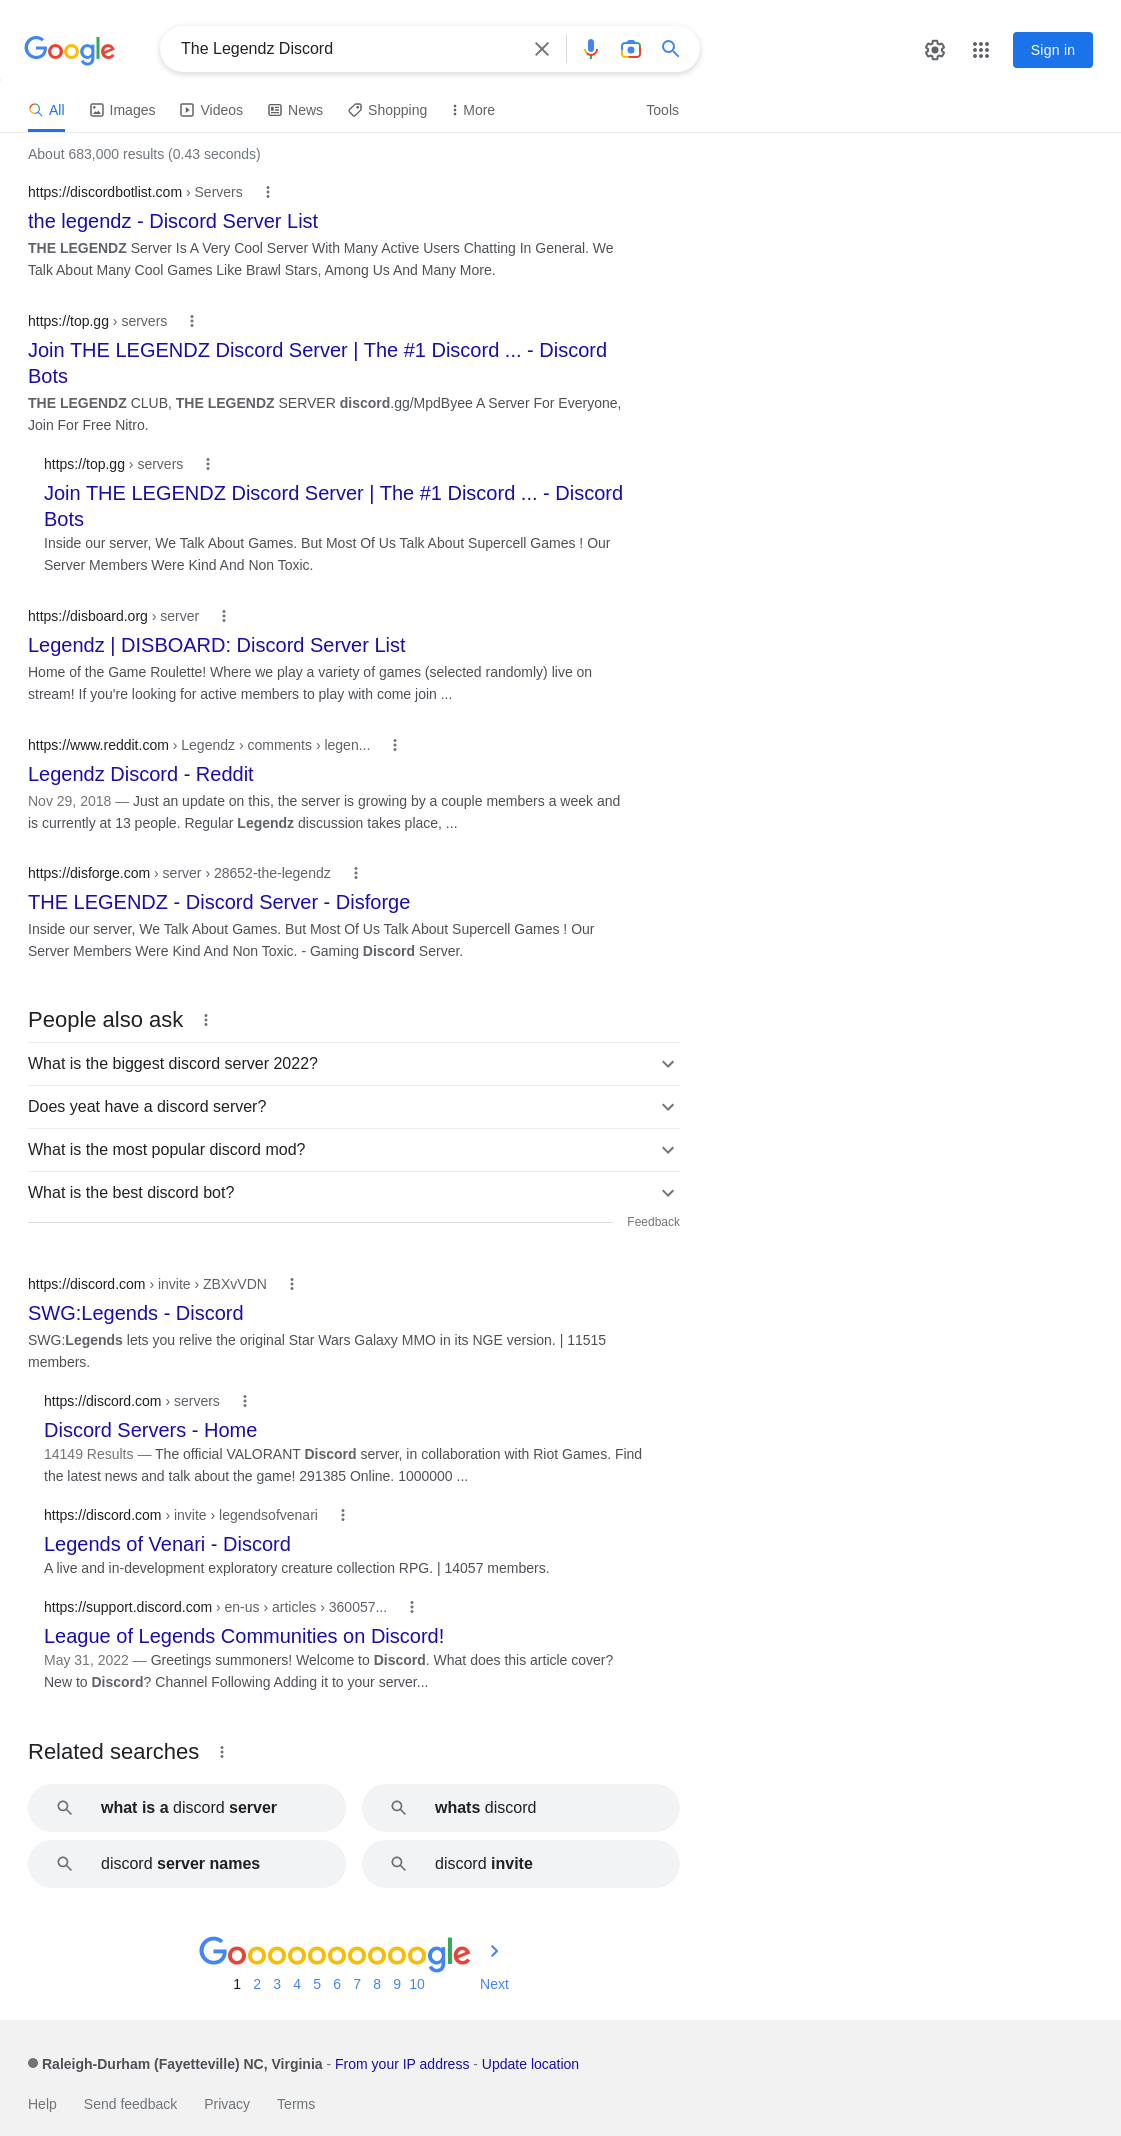 Google
The Legendz Discord
Sign in
All Images Videos News Shopping More Tools
About 683,000 results (0.43 seconds)
https://discordbotlist.com › Servers
the legendz - Discord Server List
THE LEGENDZ Server Is A Very Cool Server With Many Active Users Chatting In General. We
Talk About Many Cool Games Like Brawl Stars, Among Us And Many More.
https://top.gg › servers
Join THE LEGENDZ Discord Server | The #1 Discord ... - Discord
Bots
THE LEGENDZ CLUB, THE LEGENDZ SERVER discord.gg/MpdByee A Server For Everyone,
Join For Free Nitro.
https://top.gg › servers
Join THE LEGENDZ Discord Server | The #1 Discord ... - Discord
Bots
Inside our server, We Talk About Games. But Most Of Us Talk About Supercell Games ! Our
Server Members Were Kind And Non Toxic.
https://disboard.org › server
Legendz | DISBOARD: Discord Server List
Home of the Game Roulette! Where we play a variety of games (selected randomly) live on
stream! If you're looking for active members to play with come join ...
https://www.reddit.com › Legendz › comments › legen...
Legendz Discord - Reddit
Nov 29, 2018 — Just an update on this, the server is growing by a couple members a week and
is currently at 13 people. Regular Legendz discussion takes place, ...
https://disforge.com › server › 28652-the-legendz
THE LEGENDZ - Discord Server - Disforge
Inside our server, We Talk About Games. But Most Of Us Talk About Supercell Games ! Our
Server Members Were Kind And Non Toxic. - Gaming Discord Server.
People also ask
What is the biggest discord server 2022?
Does yeat have a discord server?
What is the most popular discord mod?
What is the best discord bot?
Feedback
https://discord.com › invite › ZBXvVDN
SWG:Legends - Discord
SWG:Legends lets you relive the original Star Wars Galaxy MMO in its NGE version. | 11515
members.
https://discord.com › servers
Discord Servers - Home
14149 Results — The official VALORANT Discord server, in collaboration with Riot Games. Find
the latest news and talk about the game! 291385 Online. 1000000 ...
https://discord.com › invite › legendsofvenari
Legends of Venari - Discord
A live and in-development exploratory creature collection RPG. | 14057 members.
https://support.discord.com › en-us › articles › 360057...
League of Legends Communities on Discord!
May 31, 2022 — Greetings summoners! Welcome to Discord. What does this article cover?
New to Discord? Channel Following Adding it to your server...
Related searches
what is a discord server
whats discord
discord server names
discord invite
Goooooooooogle
1 2 3 4 5 6 7 8 9 10 Next
Raleigh-Durham (Fayetteville) NC, Virginia - From your IP address - Update location
Help Send feedback Privacy Terms